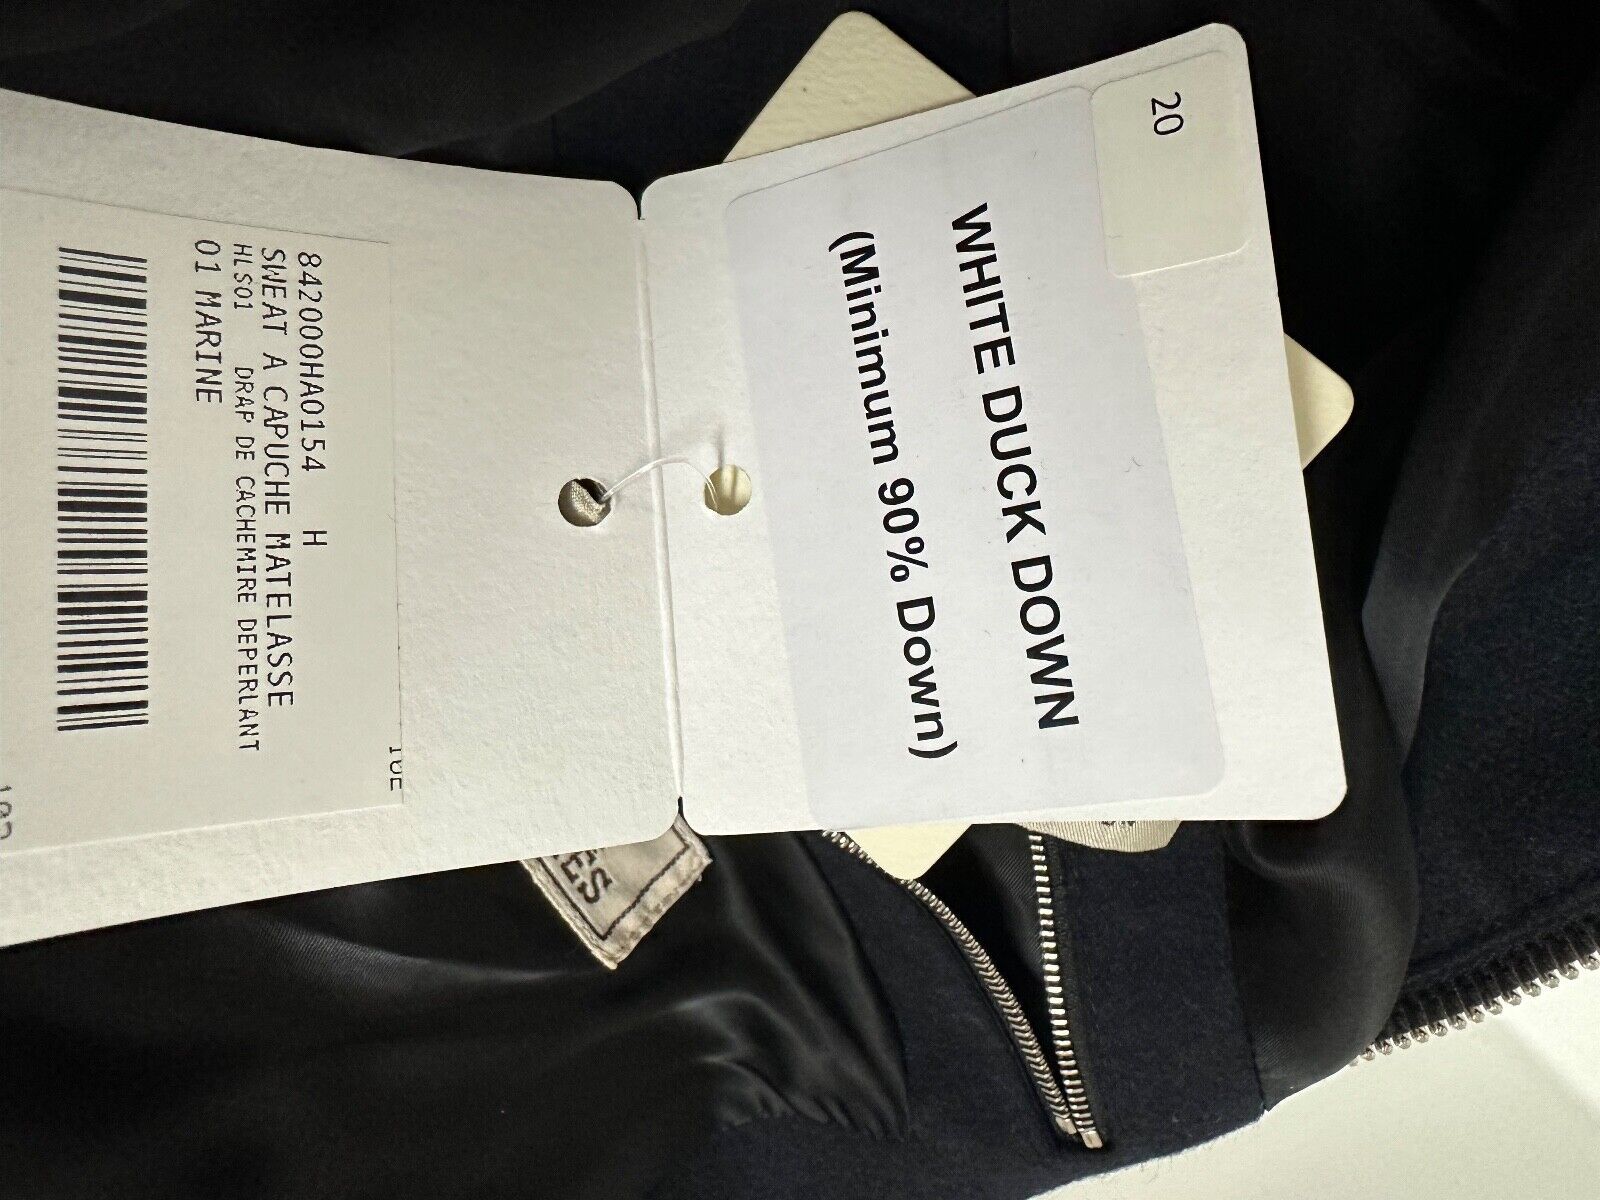 20
WHITE DUCK DOWN
(Minimum 90% Down)
842000HA0154 H
SWEAT A CAPUCHE MATELASSE
HLS01 DRAP DE CACHEMIRE DEPERLANT
01 MARINE